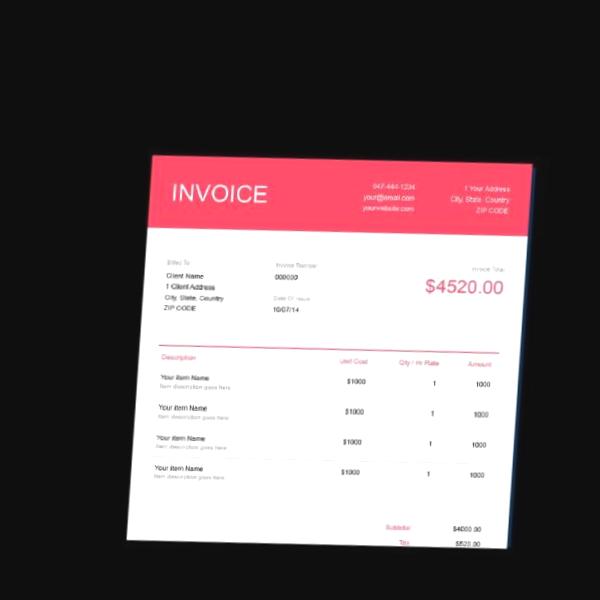 INVOICE
947-444-1234
your@email.com
yourwebsite.com
1 Your Address
City, State, Country
ZIP CODE
Billed To
Client Name
1 Client Address
City, State, Country
ZIP CODE
Invoice Number
000000
Date Of Issue
10/07/14
Invoice Total
$4520.00
Description
Unit Cost
Qty / Hr Rate
Amount
Your Item Name
Item description goes here
$1000
1
1000
Your Item Name
Item description goes here
$1000
1
1000
Your Item Name
Item description goes here
$1000
1
1000
Your Item Name
Item description goes here
$1000
1
1000
Subtotal
$4000.00
Tax
$520.00